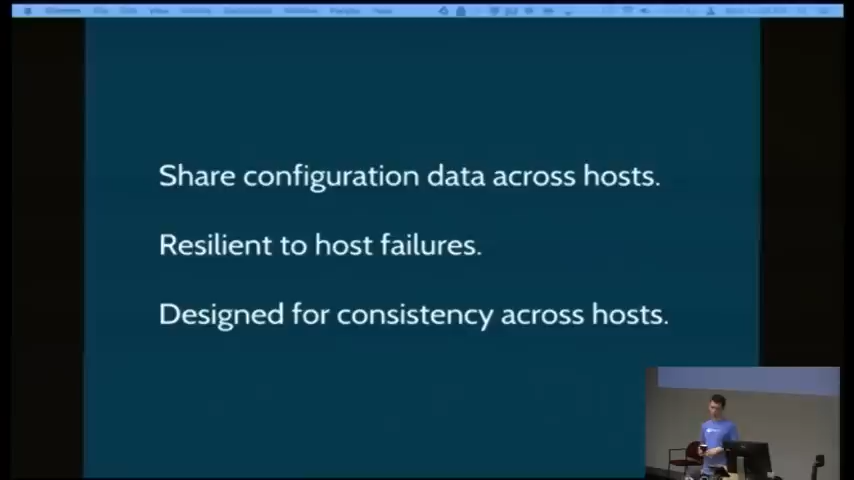 Share configuration data across hosts.
Resilient to host failures.
Designed for consistency across hosts.